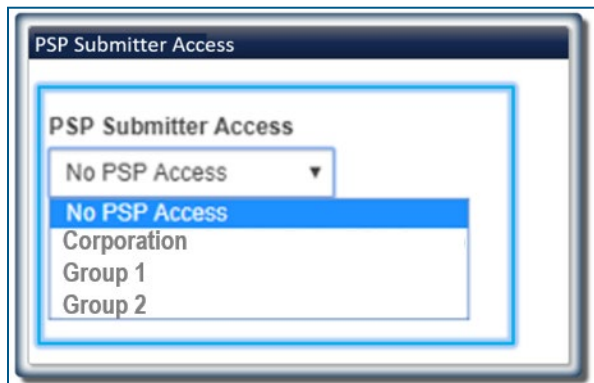 PSP Submitter Access
PSP Submitter Access
No PSP Access
No PSP Access
Corporation
Group 1
Group 2